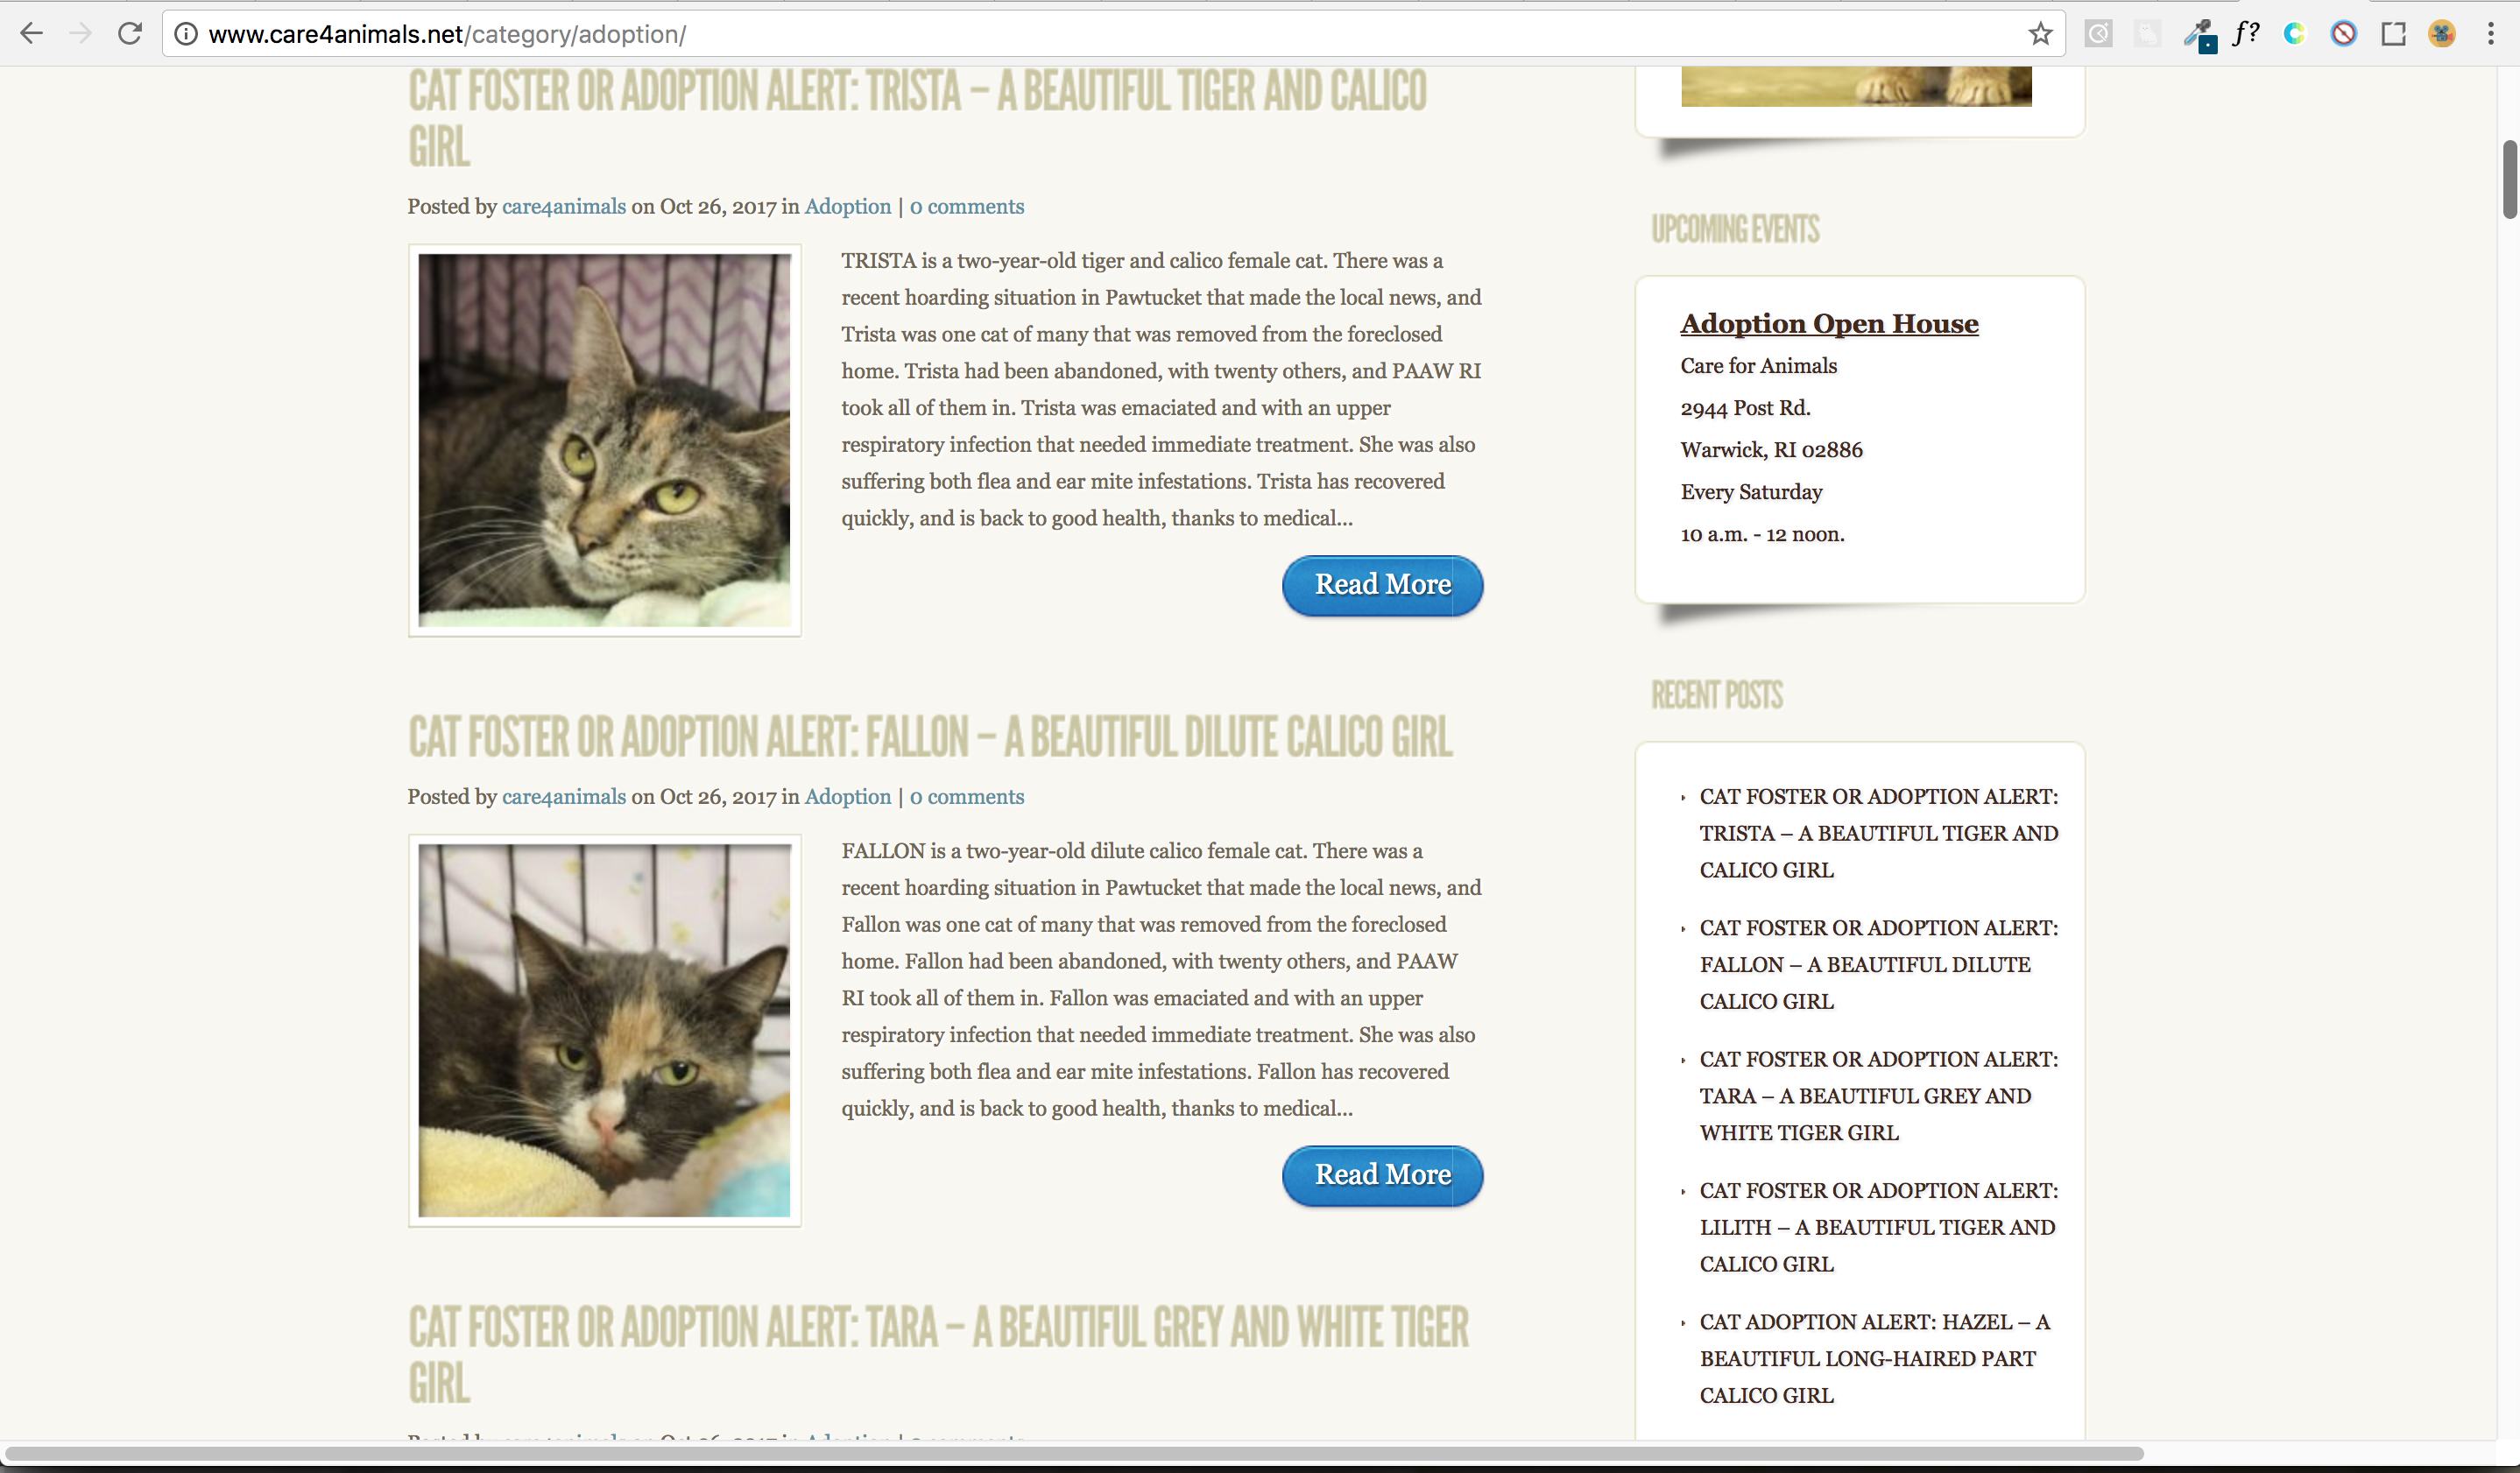 www.care4animals.net/category/adoption/
f?
CAT FOSTER OR ADOPTION ALERT: TRISTA – A BEAUTIFUL TIGER AND CALICO
GIRL
Posted by care4animals on Oct 26, 2017 in Adoption | 0 comments
TRISTA is a two-year-old tiger and calico female cat. There was a
recent hoarding situation in Pawtucket that made the local news, and
Trista was one cat of many that was removed from the foreclosed
home. Trista had been abandoned, with twenty others, and PAAW RI
took all of them in. Trista was emaciated and with an upper
respiratory infection that needed immediate treatment. She was also
suffering both flea and ear mite infestations. Trista has recovered
quickly, and is back to good health, thanks to medical...
Read More
CAT FOSTER OR ADOPTION ALERT: FALLON – A BEAUTIFUL DILUTE CALICO GIRL
Posted by care4animals on Oct 26, 2017 in Adoption | 0 comments
FALLON is a two-year-old dilute calico female cat. There was a
recent hoarding situation in Pawtucket that made the local news, and
Fallon was one cat of many that was removed from the foreclosed
home. Fallon had been abandoned, with twenty others, and PAAW
RI took all of them in. Fallon was emaciated and with an upper
respiratory infection that needed immediate treatment. She was also
suffering both flea and ear mite infestations. Fallon has recovered
quickly, and is back to good health, thanks to medical...
Read More
CAT FOSTER OR ADOPTION ALERT: TARA – A BEAUTIFUL GREY AND WHITE TIGER
GIRL
Posted by care4animals on Oct 26, 2017 in Adoption | 0 comments
UPCOMING EVENTS
Adoption Open House
Care for Animals
2944 Post Rd.
Warwick, RI 02886
Every Saturday
10 a.m. - 12 noon.
RECENT POSTS
CAT FOSTER OR ADOPTION ALERT:
TRISTA – A BEAUTIFUL TIGER AND
CALICO GIRL
CAT FOSTER OR ADOPTION ALERT:
FALLON – A BEAUTIFUL DILUTE
CALICO GIRL
CAT FOSTER OR ADOPTION ALERT:
TARA – A BEAUTIFUL GREY AND
WHITE TIGER GIRL
CAT FOSTER OR ADOPTION ALERT:
LILITH – A BEAUTIFUL TIGER AND
CALICO GIRL
CAT ADOPTION ALERT: HAZEL – A
BEAUTIFUL LONG-HAIRED PART
CALICO GIRL